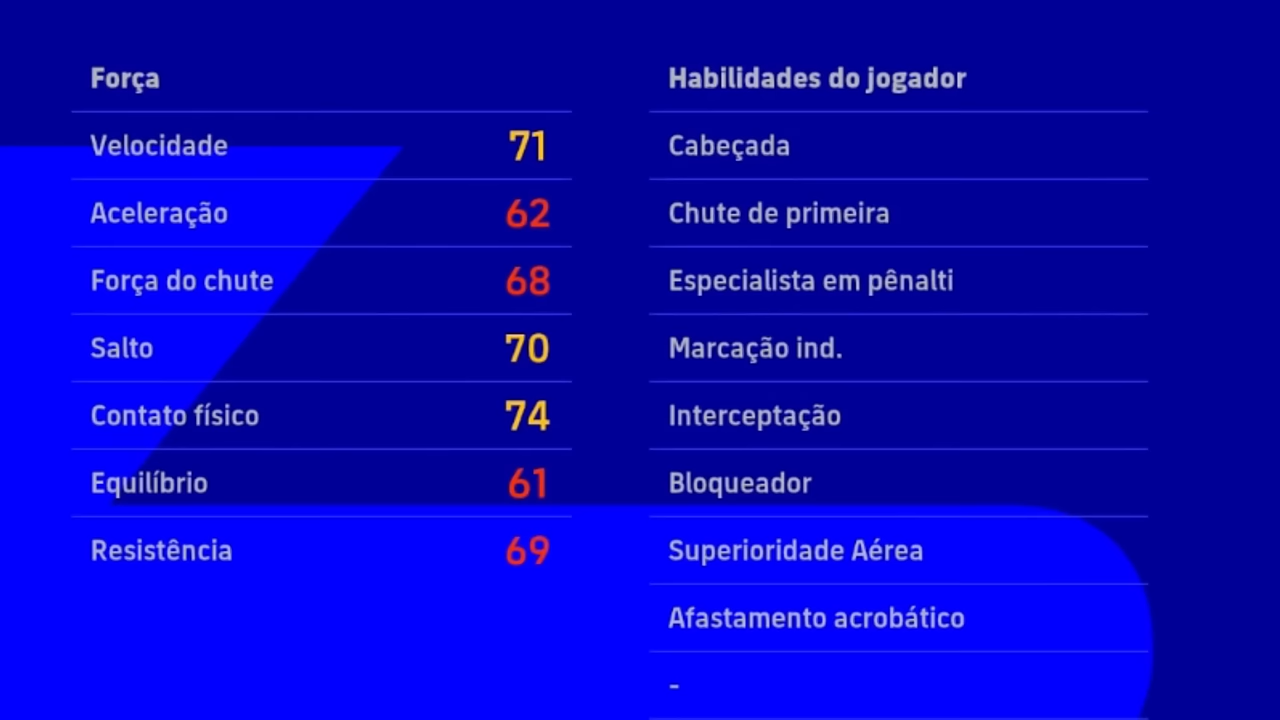 Força
Velocidade 71
Aceleração 62
Força do chute 68
Salto 70
Contato físico 74
Equilíbrio 61
Resistência 69
Habilidades do jogador
Cabeçada
Chute de primeira
Especialista em pênalti
Marcação ind.
Interceptação
Bloqueador
Superioridade Aérea
Afastamento acrobático
-